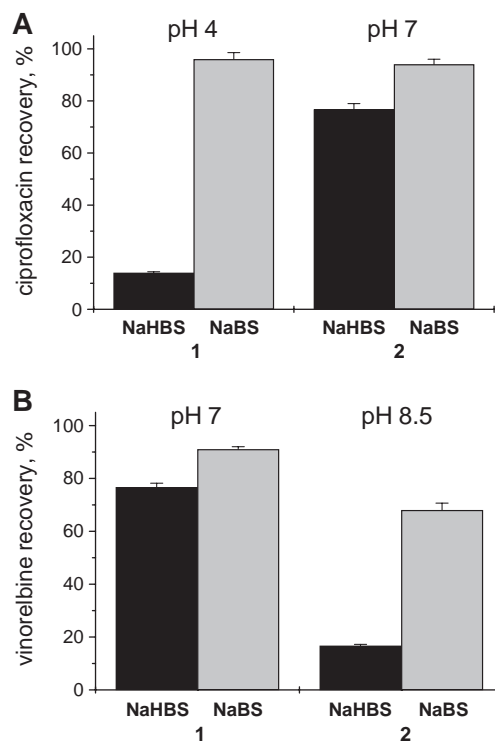 A
pH 4 pH 7
ciprofloxacin recovery, %
100
80
60
40
20
0
NaHBS NaBS NaHBS NaBS
1 2
B
pH 7 pH 8.5
vinorelbine recovery, %
100
80
60
40
20
0
NaHBS NaBS NaHBS NaBS
1 2